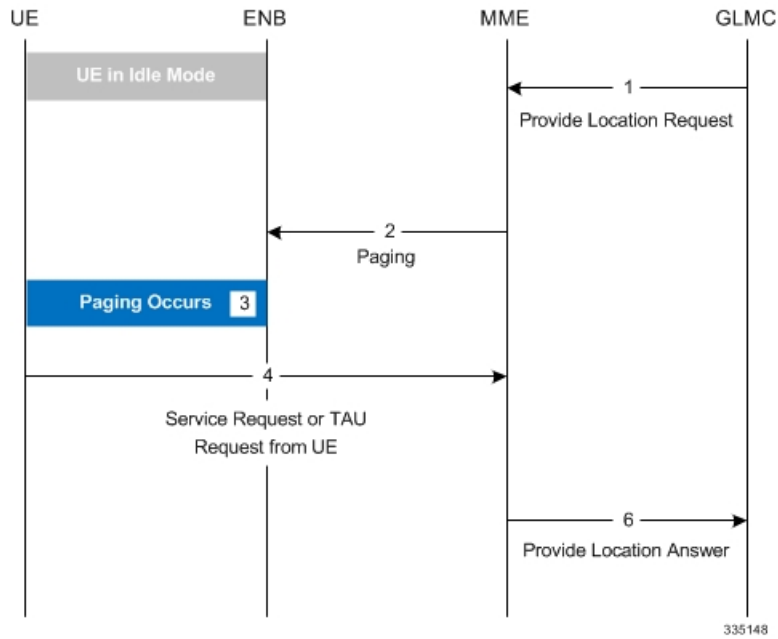 UE
ENB
MME
GLMC
UE in Idle Mode
1
Provide Location Request
2
Paging
Paging Occurs 3
4
Service Request or TAU
Request from UE
6
Provide Location Answer
335148